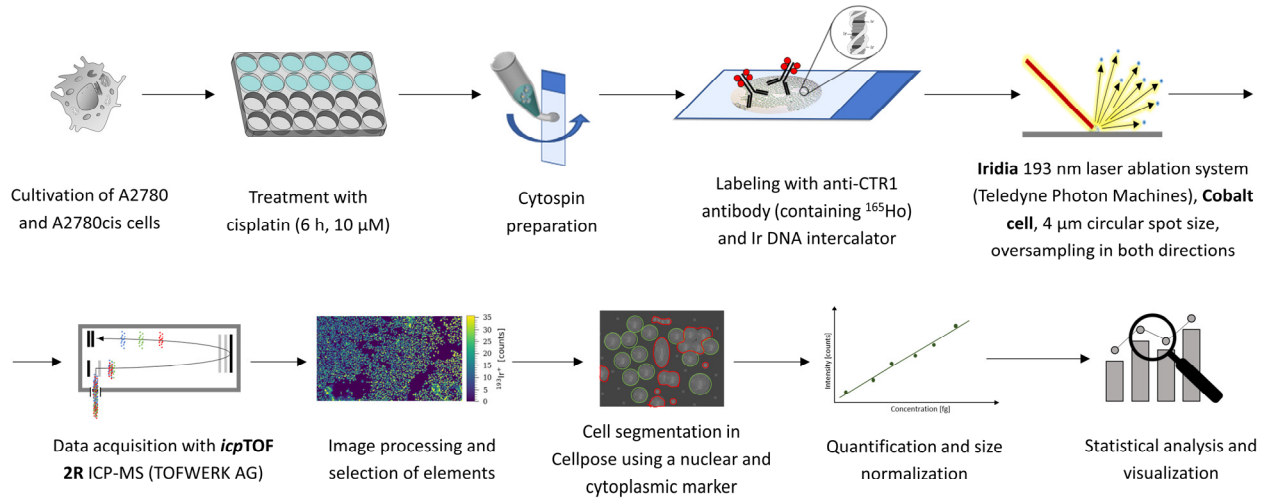 Cultivation of A2780
and A2780cis cells
Treatment with
cisplatin (6 h, 10 µM)
Cytospin
preparation
Labeling with anti-CTR1
antibody (containing ¹⁶⁵Ho)
and Ir DNA intercalator
Iridia 193 nm laser ablation system
(Teledyne Photon Machines), Cobalt
cell, 4 µm circular spot size,
oversampling in both directions
Data acquisition with icpTOF
2R ICP-MS (TOFWERK AG)
35
30
25
20
15
10
5
0
¹⁹³Ir⁺ [counts]
Image processing and
selection of elements
Cell segmentation in
Cellpose using a nuclear and
cytoplasmic marker
Intensity [counts]
Concentration [fg]
Quantification and size
normalization
Statistical analysis and
visualization